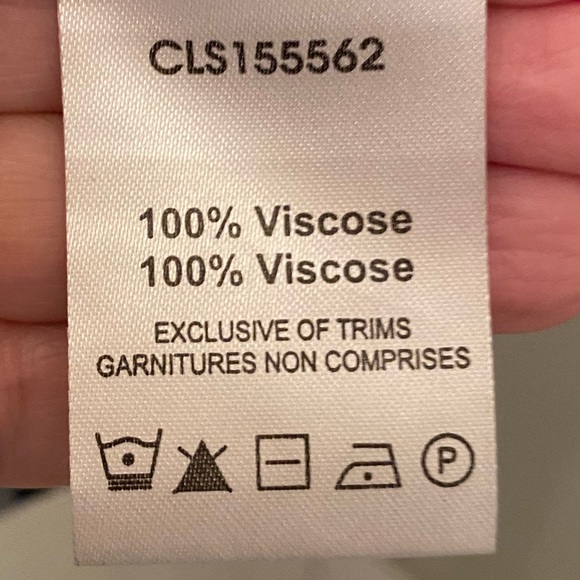 CLS155562
100% Viscose
100% Viscose
EXCLUSIVE OF TRIMS
GARNITURES NON COMPRISES
P